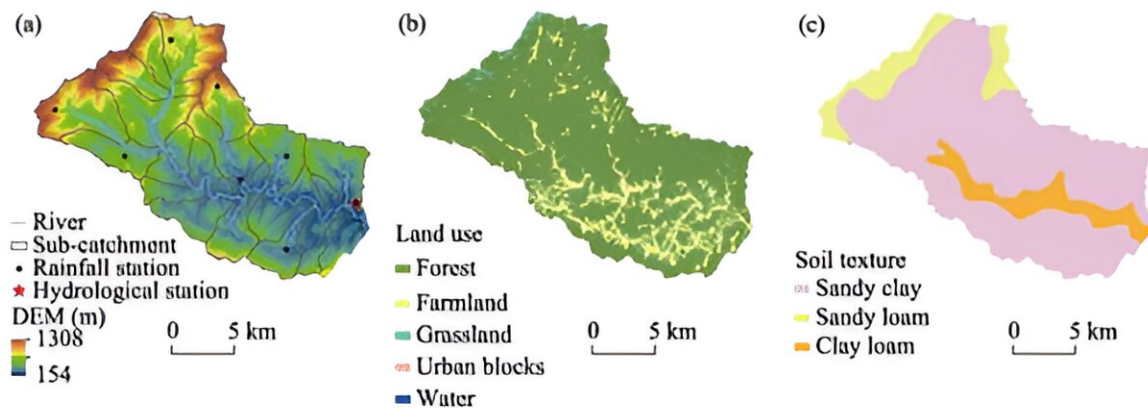 (a)
River
Sub-catchment
Rainfall station
Hydrological station
DEM (m)
1308
154
0 5 km
(b)
Land use
Forest
Farmland
Grassland
Urban blocks
Water
0 5 km
(c)
Soil texture
Sandy clay
Sandy loam
Clay loam
0 5 km